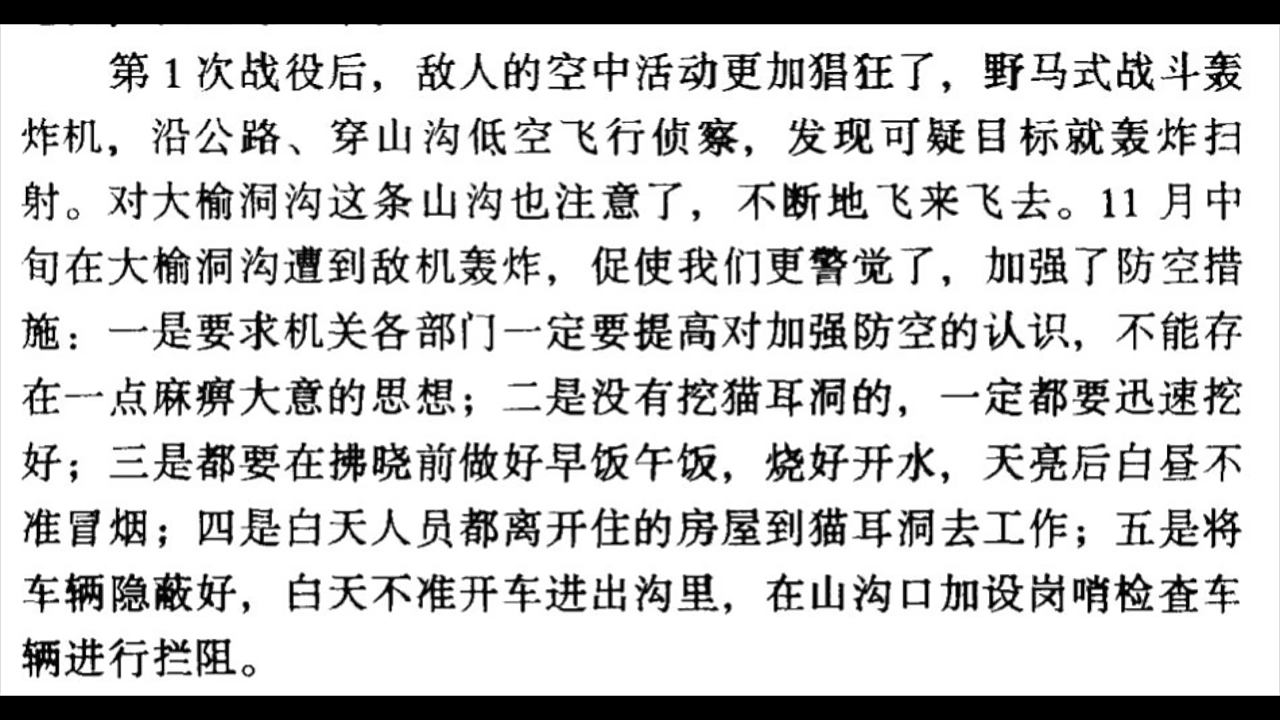 第1次战役后，敌人的空中活动更加猖狂了，野马式战斗轰
炸机，沿公路、穿山沟低空飞行侦察，发现可疑目标就轰炸扫
射。对大榆洞沟这条山沟也注意了，不断地飞来飞去。11月中
旬在大榆洞沟遭到敌机轰炸，促使我们更警觉了，加强了防空措
施：一是要求机关各部门一定要提高对加强防空的认识，不能存
在一点麻痹大意的思想；二是没有挖猫耳洞的，一定都要迅速挖
好；三是都要在拂晓前做好早饭午饭，烧好开水，天亮后白昼不
准冒烟；四是白天人员都离开住的房屋到猫耳洞去工作；五是将
车辆隐蔽好，白天不准开车进出沟里，在山沟口加设岗哨检查车
辆进行拦阻。